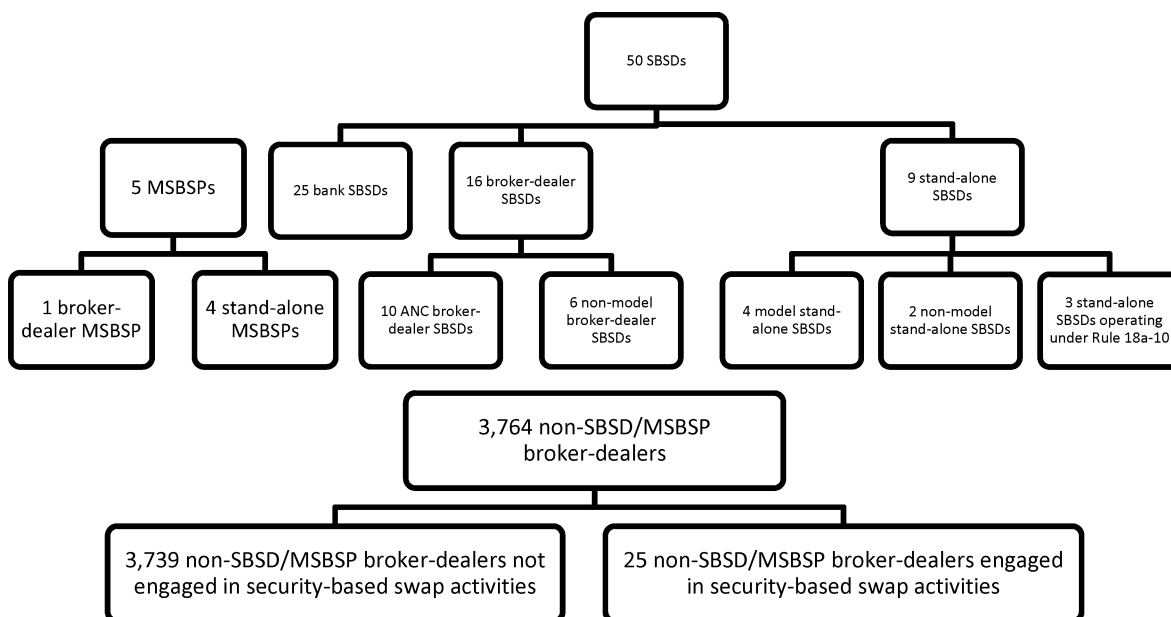 50 SBSDs
5 MSBSPs
25 bank SBSDs
16 broker-dealer
SBSDs
9 stand-alone
SBSDs
1 broker-
dealer MSBSP
4 stand-alone
MSBSPs
10 ANC broker-
dealer SBSDs
6 non-model
broker-dealer
SBSDs
4 model stand-
alone SBSDs
2 non-model
stand-alone SBSDs
3 stand-alone
SBSDs operating
under Rule 18a-10
3,764 non-SBSD/MSBSP
broker-dealers
3,739 non-SBSD/MSBSP broker-dealers not
engaged in security-based swap activities
25 non-SBSD/MSBSP broker-dealers engaged
in security-based swap activities